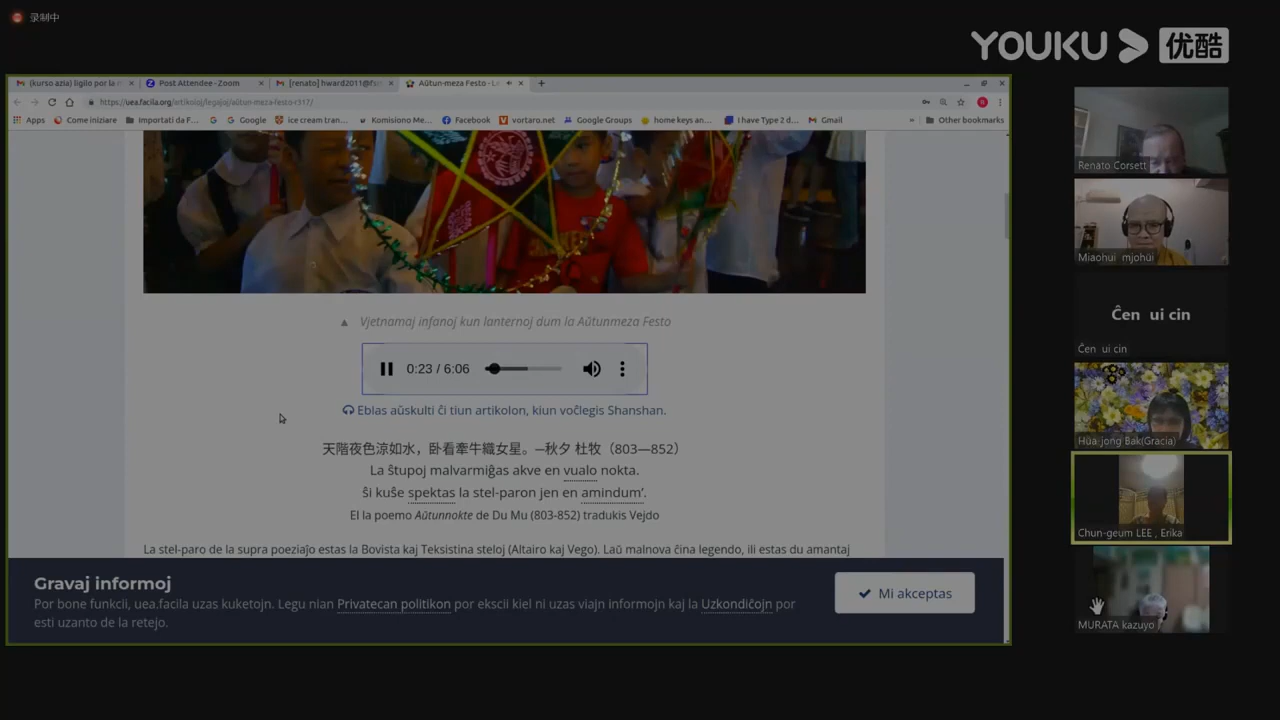 录制中
YOUKU 优酷
(kurso azia) ligilo por la n
Post Attendee - Zoom
[renato] hward2011@fsm
Aŭtun-meza Festo - Le
https://uea.facila.org/artikoloj/legajoj/aŭtun-meza-festo-r317/
Apps
Come iniziare
Importati da F...
Google
ice cream tran...
Komisiono Me...
Facebook
vortaro.net
Google Groups
home keys an...
I have Type 2 d...
Gmail
»
Other bookmarks
Vjetnamaj infanoj kun lanternoj dum la Aŭtunmeza Festo
0:23 / 6:06
Eblas aŭskulti ĉi tiun artikolon, kiun voĉlegis Shanshan.
天階夜色涼如水，卧看牽牛織女星。—秋夕 杜牧（803—852）
La ŝtupoj malvarmiĝas akve en vualo nokta.
ŝi kuŝe spektas la stel-paron jen en amindum'.
El la poemo Aŭtunnokte de Du Mu (803-852) tradukis Vejdo
La stel-paro de la supra poeziaĵo estas la Bovista kaj Teksistina steloj (Altairo kaj Vego). Laŭ malnova ĉina legendo, ili estas du amantaj
Gravaj informoj
Por bone funkcii, uea.facila uzas kuketojn. Legu nian Privatecan politikon por ekscii kiel ni uzas viajn informojn kaj la Uzkondiĉojn por
esti uzanto de la retejo.
Mi akceptas
Renato Corsett
Miaohui mjohŭi
Ĉen ui cin
Ĉen ui cin
Hŭa-jong Bak(Gracia)
Chun-geum LEE , Erika
MURATA kazuyo